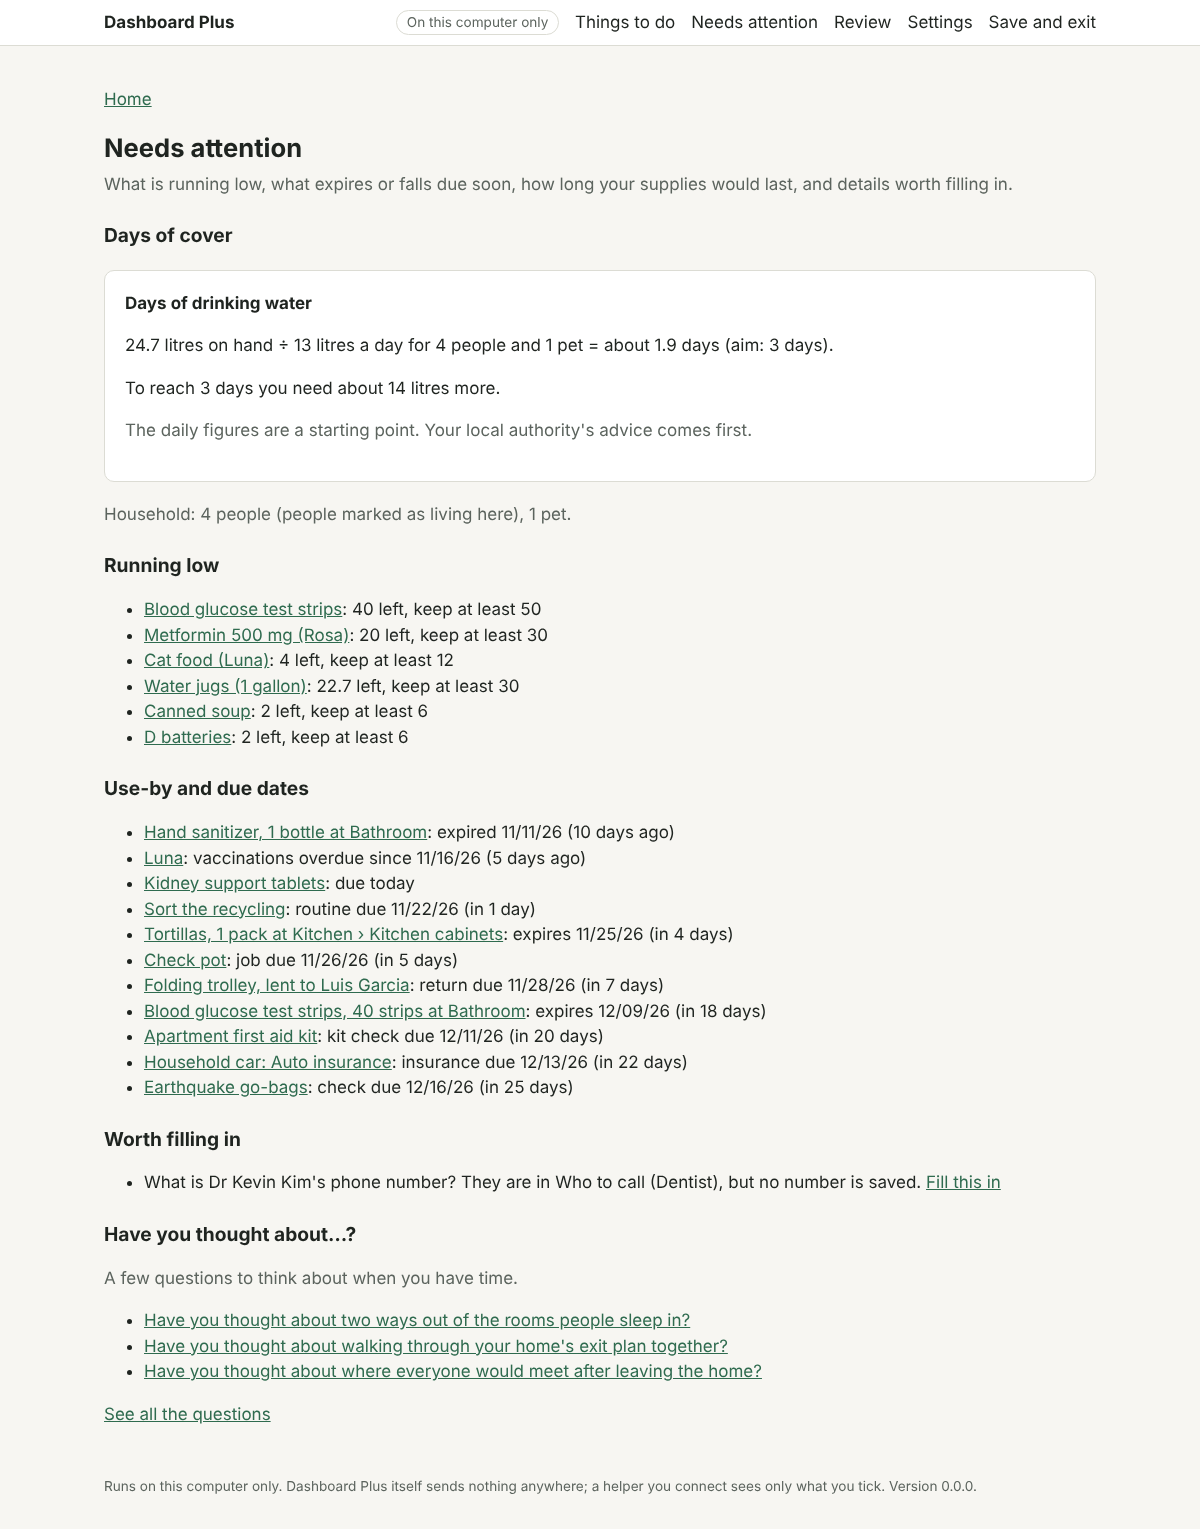 Dashboard Plus
On this computer only
Things to do
Needs attention
Review
Settings
Save and exit
Home
Needs attention
What is running low, what expires or falls due soon, how long your supplies would last, and details worth filling in.
Days of cover
Days of drinking water
24.7 litres on hand ÷ 13 litres a day for 4 people and 1 pet = about 1.9 days (aim: 3 days).
To reach 3 days you need about 14 litres more.
The daily figures are a starting point. Your local authority's advice comes first.
Household: 4 people (people marked as living here), 1 pet.
Running low
Blood glucose test strips: 40 left, keep at least 50
Metformin 500 mg (Rosa): 20 left, keep at least 30
Cat food (Luna): 4 left, keep at least 12
Water jugs (1 gallon): 22.7 left, keep at least 30
Canned soup: 2 left, keep at least 6
D batteries: 2 left, keep at least 6
Use-by and due dates
Hand sanitizer, 1 bottle at Bathroom: expired 11/11/26 (10 days ago)
Luna: vaccinations overdue since 11/16/26 (5 days ago)
Kidney support tablets: due today
Sort the recycling: routine due 11/22/26 (in 1 day)
Tortillas, 1 pack at Kitchen › Kitchen cabinets: expires 11/25/26 (in 4 days)
Check pot: job due 11/26/26 (in 5 days)
Folding trolley, lent to Luis Garcia: return due 11/28/26 (in 7 days)
Blood glucose test strips, 40 strips at Bathroom: expires 12/09/26 (in 18 days)
Apartment first aid kit: kit check due 12/11/26 (in 20 days)
Household car: Auto insurance: insurance due 12/13/26 (in 22 days)
Earthquake go-bags: check due 12/16/26 (in 25 days)
Worth filling in
What is Dr Kevin Kim's phone number? They are in Who to call (Dentist), but no number is saved. Fill this in
Have you thought about…?
A few questions to think about when you have time.
Have you thought about two ways out of the rooms people sleep in?
Have you thought about walking through your home's exit plan together?
Have you thought about where everyone would meet after leaving the home?
See all the questions
Runs on this computer only. Dashboard Plus itself sends nothing anywhere; a helper you connect sees only what you tick. Version 0.0.0.